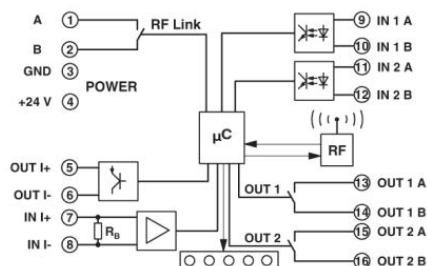 A 1 RF Link 9 IN 1 A
B 2 10 IN 1 B
GND 3 11 IN 2 A
POWER
+24 V 4 12 IN 2 B
µC RF
OUT I+ 5 OUT 1 13 OUT 1 A
OUT I- 6 14 OUT 1 B
IN I+ 7 15 OUT 2 A
RB OUT 2
IN I- 8 16 OUT 2 B